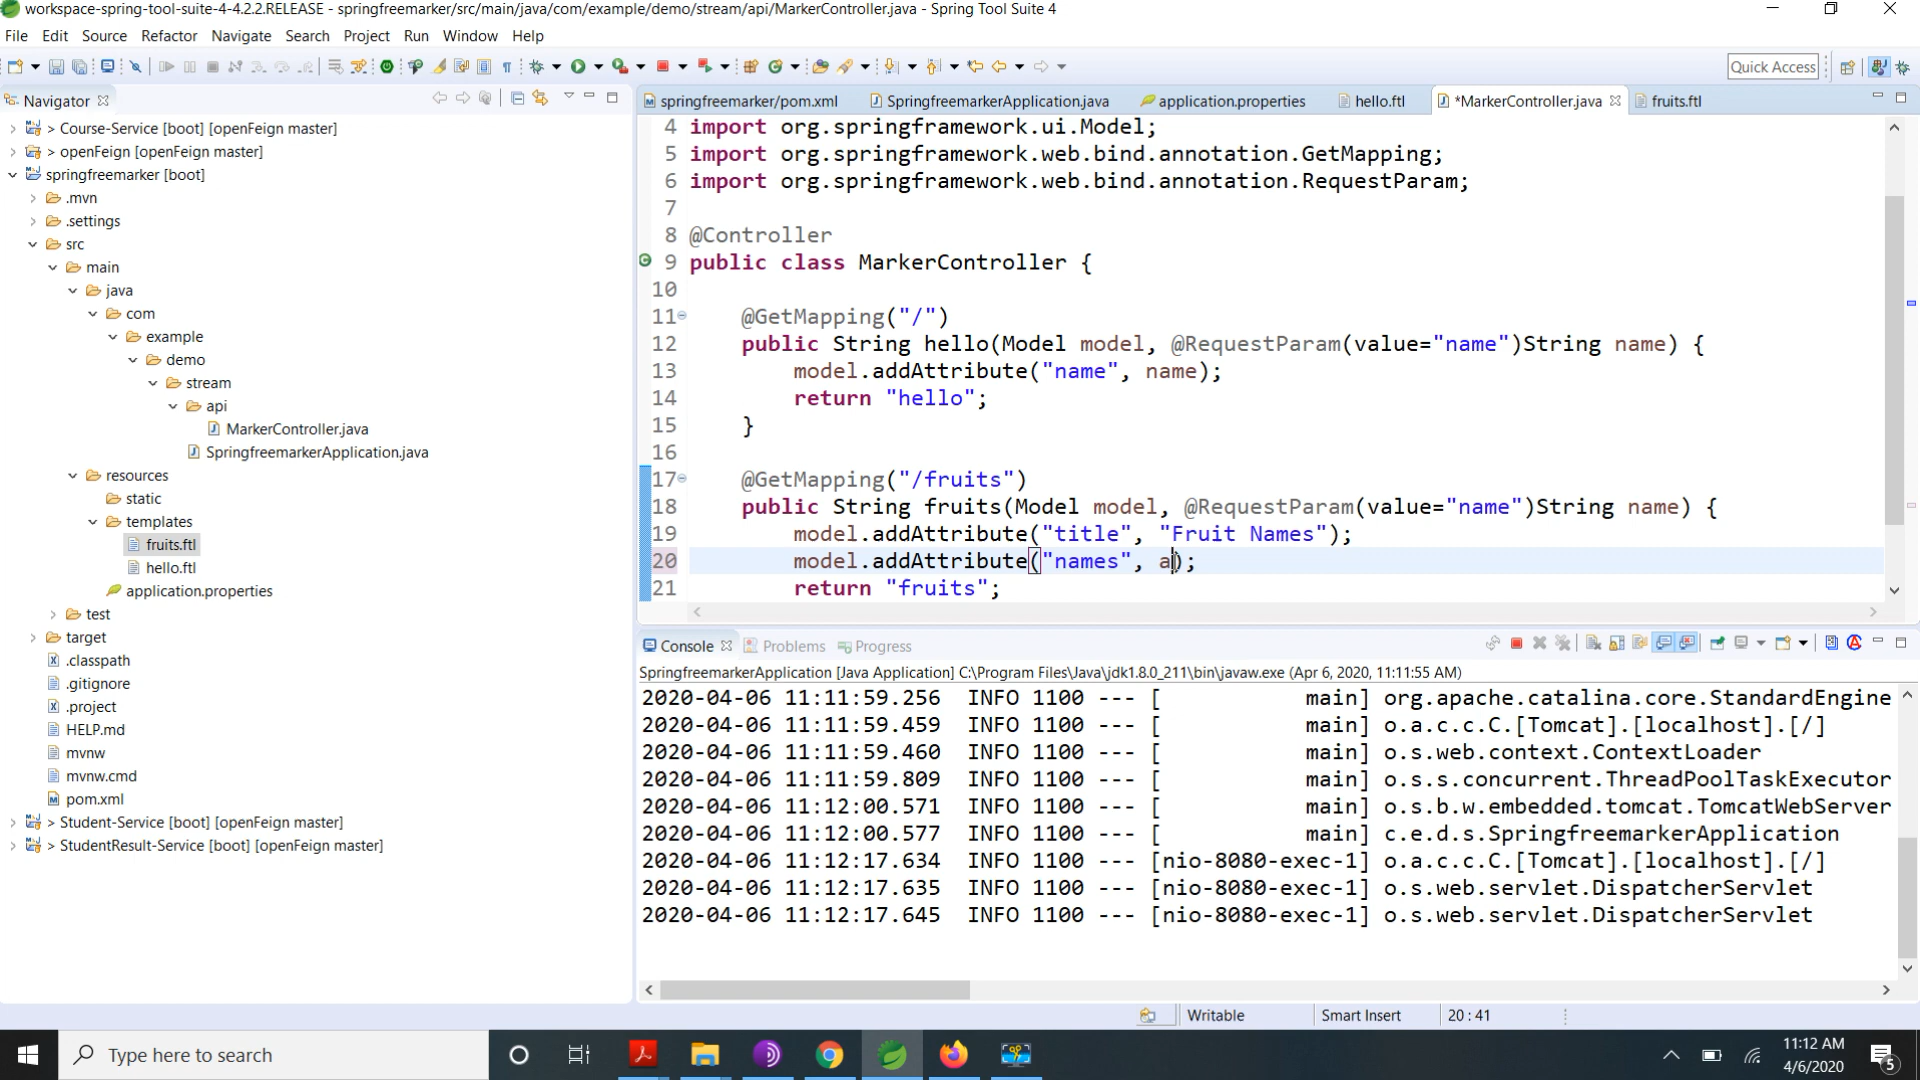 workspace-spring-tool-suite-4-4.2.2.RELEASE - springfreemarker/src/main/java/com/example/demo/stream/api/MarkerController.java - Spring Tool Suite 4
File Edit Source Refactor Navigate Search Project Run Window Help
Quick Access
Navigator
> Course-Service [boot] [openFeign master]
> openFeign [openFeign master]
springfreemarker [boot]
.mvn
.settings
src
main
java
com
example
demo
stream
api
MarkerController.java
SpringfreemarkerApplication.java
resources
static
templates
fruits.ftl
hello.ftl
application.properties
test
target
.classpath
.gitignore
.project
HELP.md
mvnw
mvnw.cmd
pom.xml
> Student-Service [boot] [openFeign master]
> StudentResult-Service [boot] [openFeign master]
springfreemarker/pom.xml SpringfreemarkerApplication.java application.properties hello.ftl *MarkerController.java fruits.ftl
4 import org.springframework.ui.Model;
5 import org.springframework.web.bind.annotation.GetMapping;
6 import org.springframework.web.bind.annotation.RequestParam;
7
8 @Controller
9 public class MarkerController {
10
11 @GetMapping("/")
12 public String hello(Model model, @RequestParam(value="name")String name) {
13 model.addAttribute("name", name);
14 return "hello";
15 }
16
17 @GetMapping("/fruits")
18 public String fruits(Model model, @RequestParam(value="name")String name) {
19 model.addAttribute("title", "Fruit Names");
20 model.addAttribute("names", a);
21 return "fruits";
Console Problems Progress
SpringfreemarkerApplication [Java Application] C:\Program Files\Java\jdk1.8.0_211\bin\javaw.exe (Apr 6, 2020, 11:11:55 AM)
2020-04-06 11:11:59.256 INFO 1100 --- [ main] org.apache.catalina.core.StandardEngine
2020-04-06 11:11:59.459 INFO 1100 --- [ main] o.a.c.c.C.[Tomcat].[localhost].[/]
2020-04-06 11:11:59.460 INFO 1100 --- [ main] o.s.web.context.ContextLoader
2020-04-06 11:11:59.809 INFO 1100 --- [ main] o.s.s.concurrent.ThreadPoolTaskExecutor
2020-04-06 11:12:00.571 INFO 1100 --- [ main] o.s.b.w.embedded.tomcat.TomcatWebServer
2020-04-06 11:12:00.577 INFO 1100 --- [ main] c.e.d.s.SpringfreemarkerApplication
2020-04-06 11:12:17.634 INFO 1100 --- [nio-8080-exec-1] o.a.c.c.C.[Tomcat].[localhost].[/]
2020-04-06 11:12:17.635 INFO 1100 --- [nio-8080-exec-1] o.s.web.servlet.DispatcherServlet
2020-04-06 11:12:17.645 INFO 1100 --- [nio-8080-exec-1] o.s.web.servlet.DispatcherServlet
Writable Smart Insert 20 : 41
Type here to search
11:12 AM
4/6/2020
5